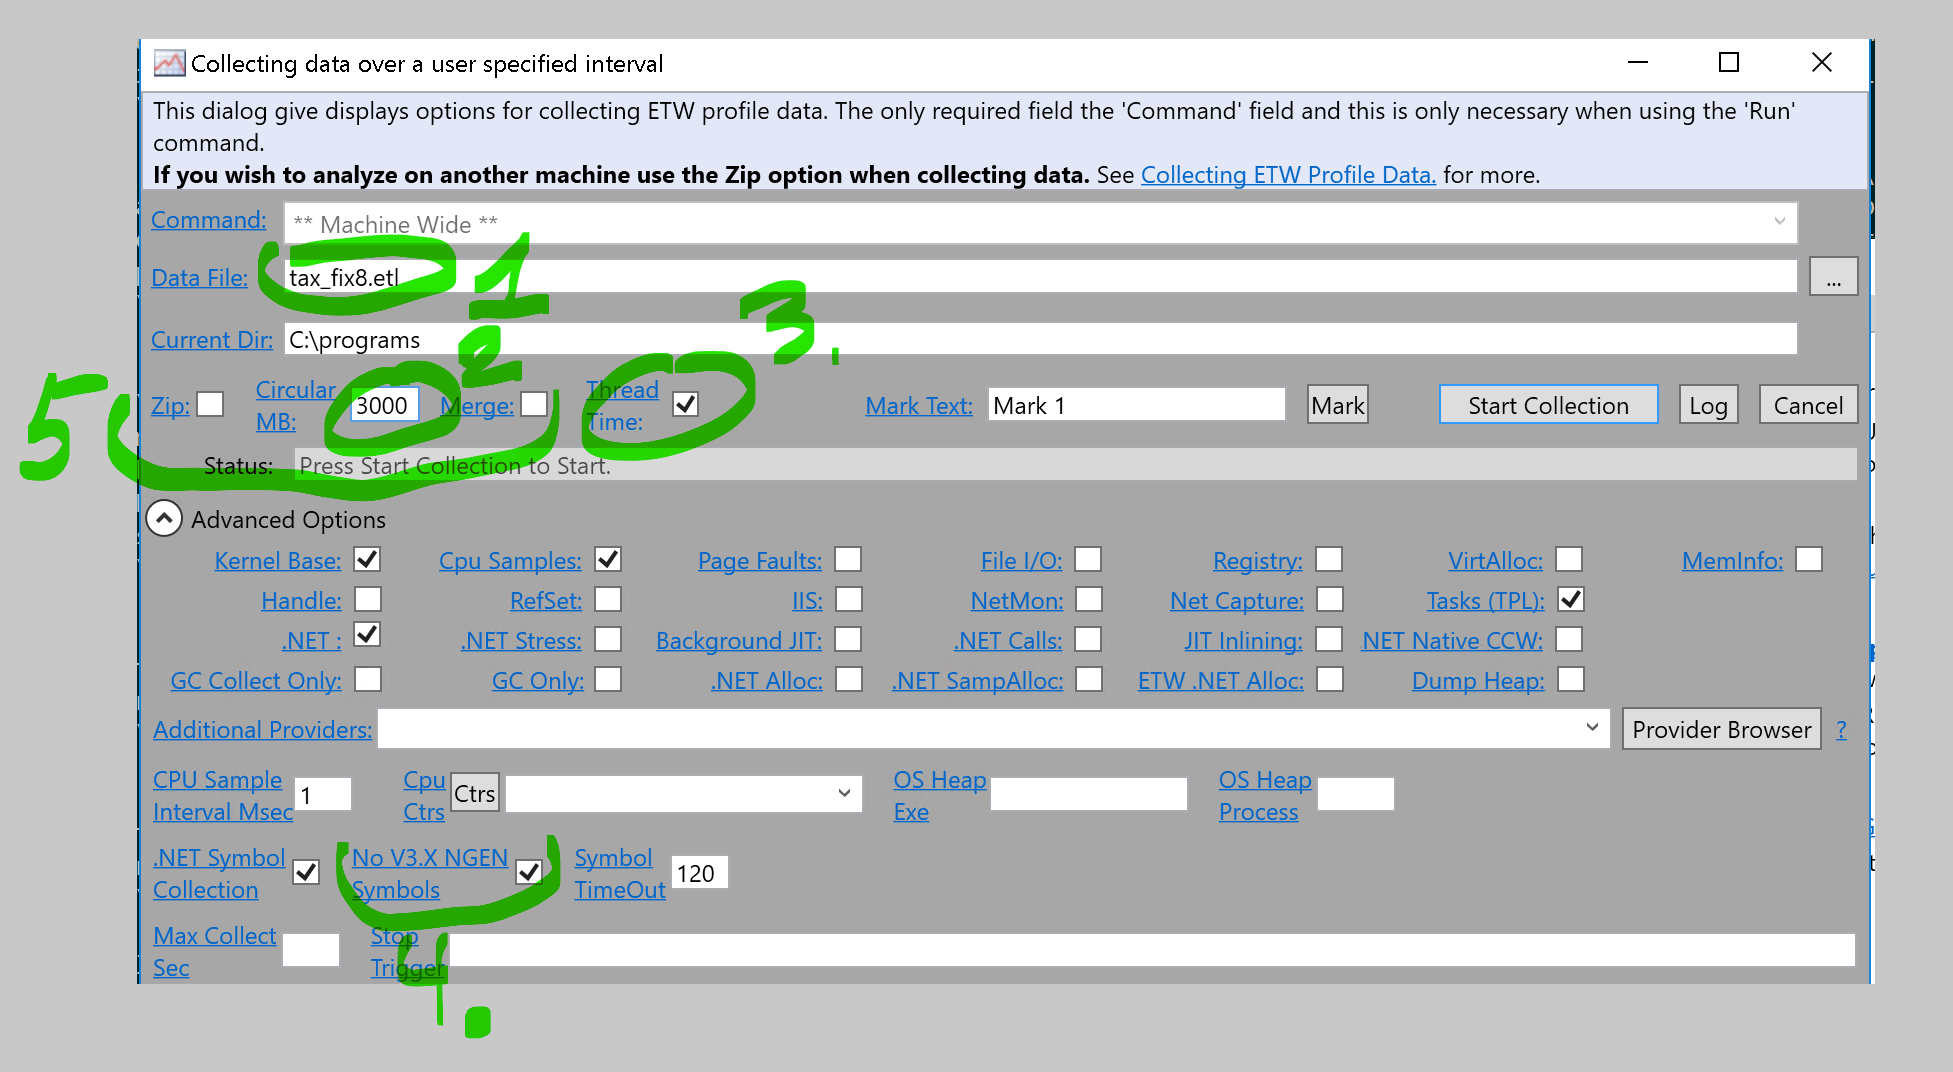 Collecting data over a user specified interval
This dialog give displays options for collecting ETW profile data. The only required field the 'Command' field and this is only necessary when using the 'Run'
command.
If you wish to analyze on another machine use the Zip option when collecting data. See Collecting ETW Profile Data. for more.
Command: ** Machine Wide **
Data File: tax_fix8.etl 1
...
3.
Current Dir: C:\programs
2
5
Zip: Circular MB: 3000 Merge: Thread Time: Mark Text: Mark 1 Mark Start Collection Log Cancel
Status: Press Start Collection to Start.
Advanced Options
Kernel Base: Cpu Samples: Page Faults: File I/O: Registry: VirtAlloc: MemInfo:
Handle: RefSet: IIS: NetMon: Net Capture: Tasks (TPL):
.NET : .NET Stress: Background JIT: .NET Calls: JIT Inlining: NET Native CCW:
GC Collect Only: GC Only: .NET Alloc: .NET SampAlloc: ETW .NET Alloc: Dump Heap:
Additional Providers: Provider Browser ?
CPU Sample Interval Msec 1 Cpu Ctrs Ctrs OS Heap Exe OS Heap Process
.NET Symbol Collection No V3.X NGEN Symbols Symbol TimeOut 120
Max Collect Sec Stop Trigger
4.